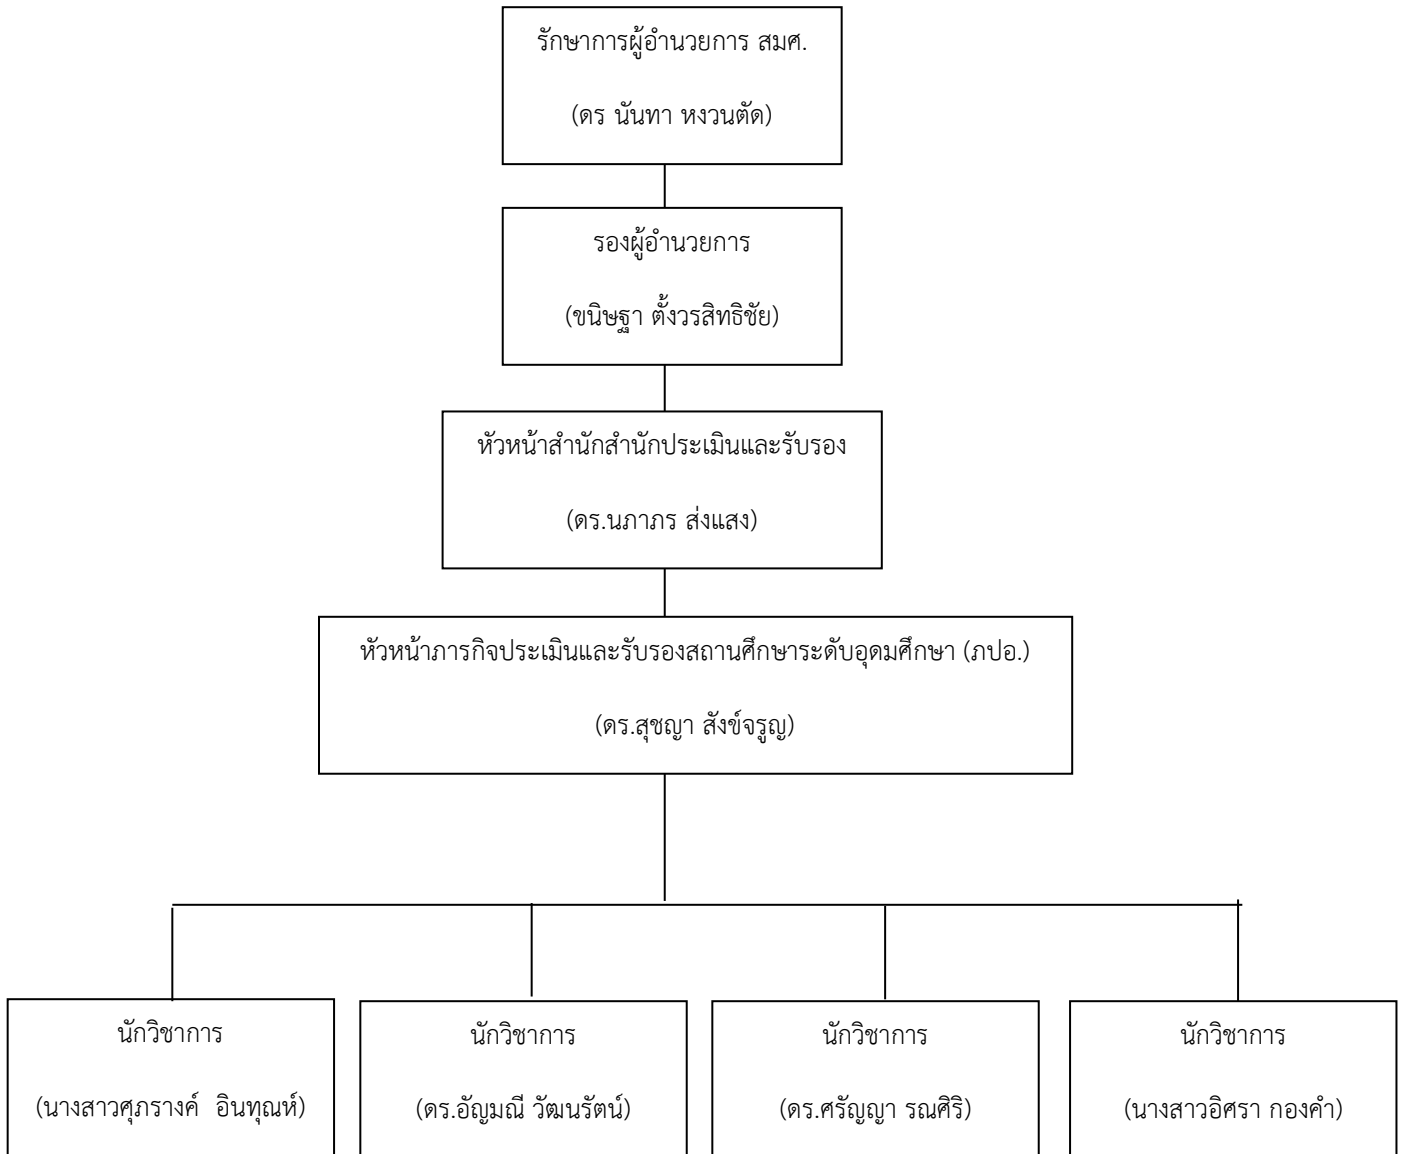 รักษาการผู้อำนวยการ สมศ.
(ดร นันทา หงวนตัด)
รองผู้อำนวยการ
(ขนิษฐา ตั้งวรสิทธิชัย)
หัวหน้าสำนักสำนักประเมินและรับรอง
(ดร.นภาภร ส่งแสง)
หัวหน้าภารกิจประเมินและรับรองสถานศึกษาระดับอุดมศึกษา (ภปอ.)
(ดร.สุชญา สังข์จรูญ)
นักวิชาการ
(นางสาวศุภรางค์ อินทุณห์)
นักวิชาการ
(ดร.อัญมณี วัฒนรัตน์)
นักวิชาการ
(ดร.ศรัญญา รณศิริ)
นักวิชาการ
(นางสาวอิศรา กองคำ)